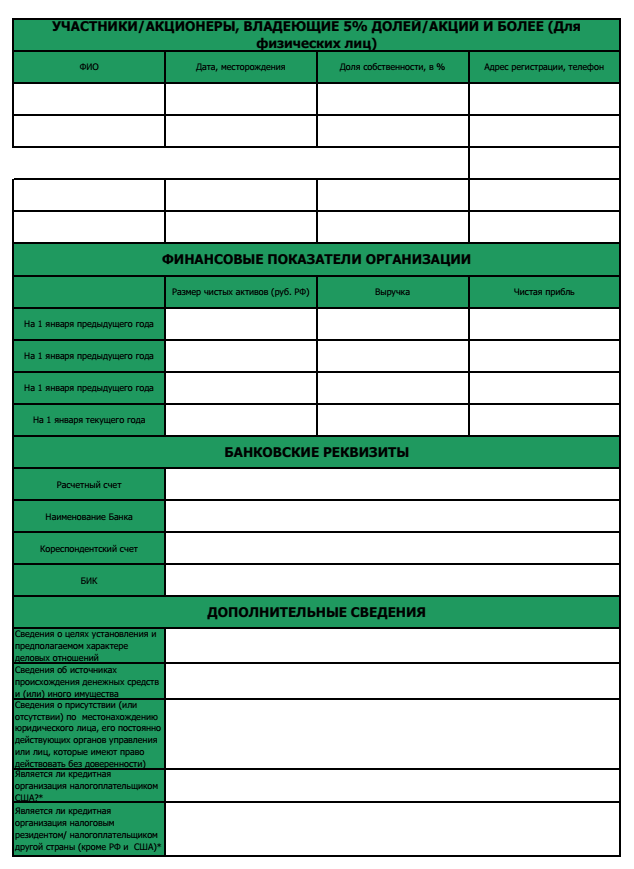 УЧАСТНИКИ/АКЦИОНЕРЫ, ВЛАДЕЮЩИЕ 5% ДОЛЕЙ/АКЦИЙ И БОЛЕЕ (Для
физических лиц)
ФИО
Дата, месторождения
Доля собственности, в %
Адрес регистрации, телефон
ФИНАНСОВЫЕ ПОКАЗАТЕЛИ ОРГАНИЗАЦИИ
Размер чистых активов (руб. РФ)
Выручка
Чистая прибль
На 1 января предыдущего года
На 1 января предыдущего года
На 1 января предыдущего года
На 1 января текущего года
БАНКОВСКИЕ РЕКВИЗИТЫ
Расчетный счет
Наименование Банка
Кореспондентский счет
БИК
ДОПОЛНИТЕЛЬНЫЕ СВЕДЕНИЯ
Сведения о целях установления и
предполагаемом характере
деловых отношений
Сведения об источниках
происхождения денежных средств
и (или) иного имущества
Сведения о присутствии (или
отсутствии) по местонахождению
юридического лица, его постоянно
действующих органов управления
или лиц, которые имеют право
действовать без доверенности)
Является ли кредитная
организация налогоплательщиком
США?*
Является ли кредитная
организация налоговым
резидентом/ налогоплательщиком
другой страны (кроме РФ и США)*